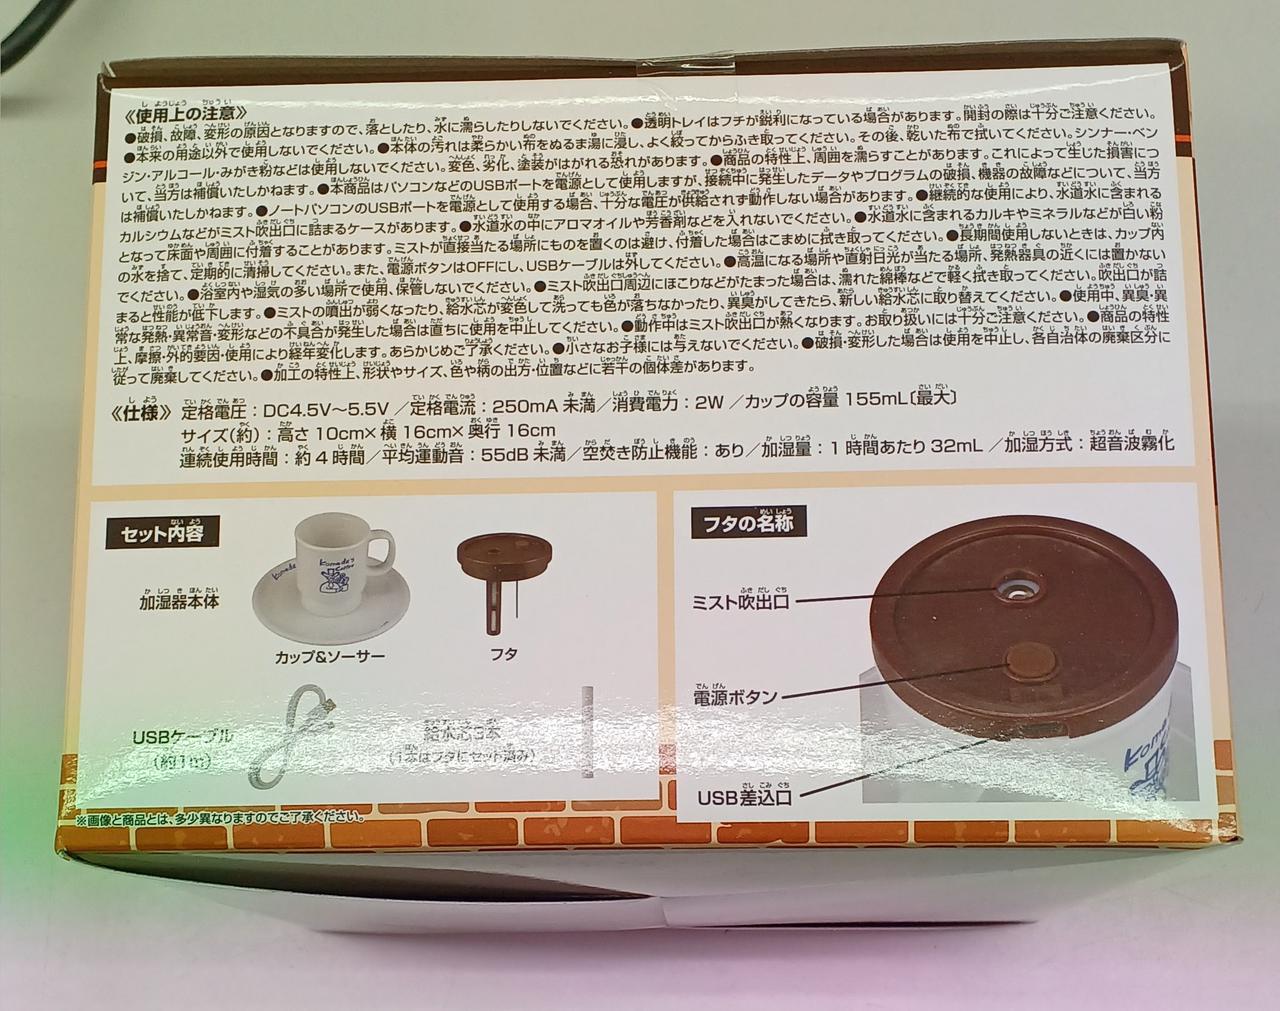 《使用上の注意》
●破損、故障、変形の原因となりますので、落としたり、水に濡らしたりしないでください。●透明トレイはフチが鋭利になっている場合があります。開封の際は十分ご注意ください。
●本来の用途以外で使用しないでください。●本体の汚れは柔らかい布をぬるま湯に浸し、よく絞ってからふき取ってください。その後、乾いた布で拭いてください。シンナー・ベン
ジン・アルコール・みがき粉などは使用しないでください。変色、劣化、塗装がはがれる恐れがあります。●商品の特性上、周囲を濡らすことがあります。これによって生じた損害につ
いて、当方は補償いたしかねます。●本商品はパソコンなどのUSBポートを電源として使用しますが、接続中に発生したデータやプログラムの破損、機器の故障などについて、当方
は補償いたしかねます。●ノートパソコンのUSBポートを電源として使用する場合、十分な電圧が供給されず動作しない場合があります。●継続的な使用により、水道水に含まれる
カルシウムなどがミスト吹出口に詰まるケースがあります。●水道水の中にアロマオイルや芳香剤などを入れないでください。●水道水に含まれるカルキやミネラルなどが白い粉
となって床面や周囲に付着することがあります。ミストが直接当たる場所にものを置くのは避け、付着した場合はこまめに拭き取ってください。●長期間使用しないときは、カップ内
の水を捨て、定期的に清掃してください。また、電源ボタンはOFFにし、USBケーブルは外してください。●高温になる場所や直射日光が当たる場所、発熱器具の近くには置かない
でください。●浴室内や湿気の多い場所で使用、保管しないでください。●ミスト吹出口周辺にほこりなどがたまった場合は、濡れた綿棒などで軽く拭き取ってください。吹出口が詰
まると性能が低下します。●ミストの噴出が弱くなったり、給水芯が変色して洗っても色が落ちなかったり、異臭がしてきたら、新しい給水芯に取り替えてください。●使用中、異臭・異
常な発熱・異常音・変形などの不具合が発生した場合は直ちに使用を中止してください。●動作中はミスト吹出口が熱くなります。お取り扱いには十分ご注意ください。●商品の特性
上、摩擦・外的要因・使用により経年変化します。あらかじめご了承ください。●小さなお子様には与えないでください。●破損・変形した場合は使用を中止し、各自治体の廃棄区分に
従って廃棄してください。●加工の特性上、形状やサイズ、色や柄の出方・位置などに若干の個体差があります。
《仕様》定格電圧：DC4.5V～5.5V／定格電流：250mA 未満／消費電力：2W／カップの容量 155mL〔最大〕
サイズ(約)：高さ 10cm×横 16cm×奥行 16cm
連続使用時間：約4時間／平均運動音：55dB 未満／空焚き防止機能：あり／加湿量：1時間あたり 32mL／加湿方式：超音波霧化
セット内容
加湿器本体
Komeda's
Coffee
Komeda
カップ&ソーサー
フタ
USBケーブル
(約1m)
給水芯3本
(1本はフタにセット済み)
※画像と商品とは、多少異なりますのでご了承ください。
フタの名称
ミスト吹出口
電源ボタン
USB差込口